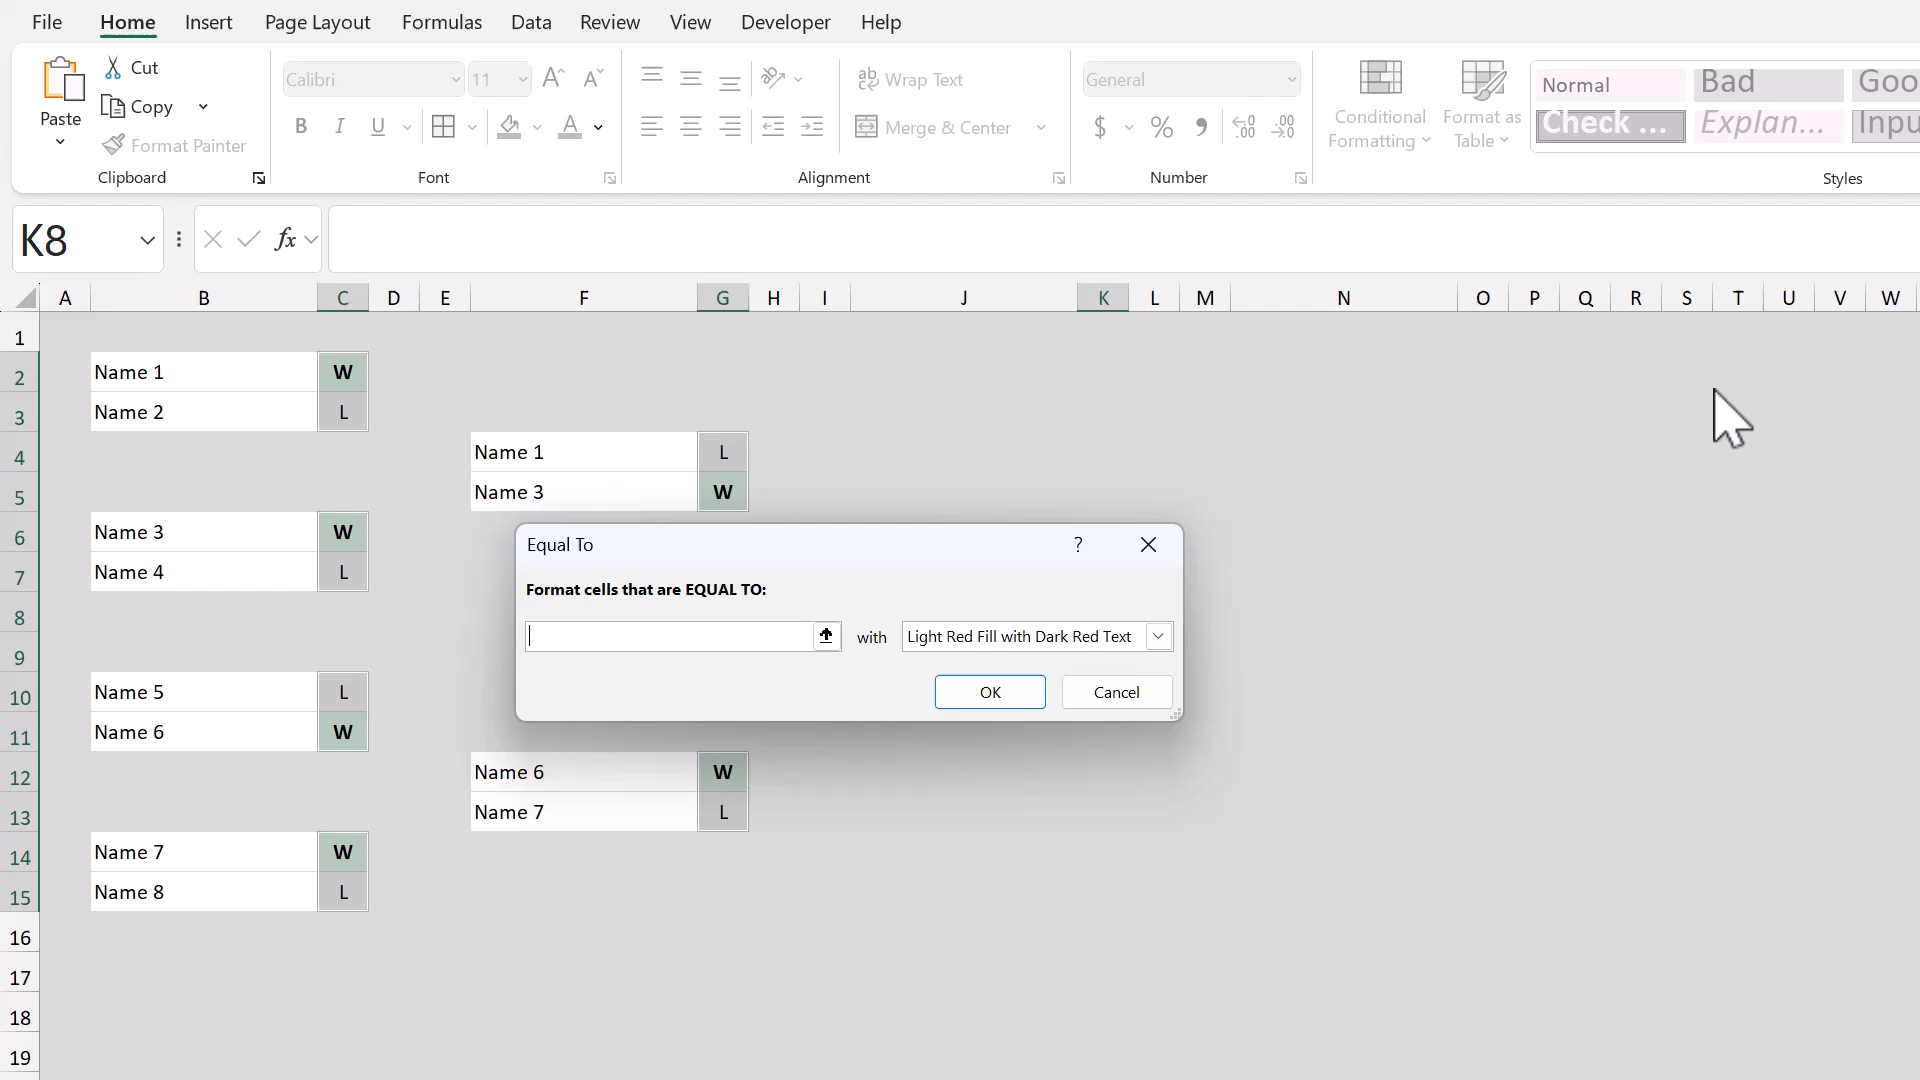 File Home Insert Page Layout Formulas Data Review View Developer Help
Paste
Cut
Copy
Format Painter
Clipboard
Calibri 11
B I U
Font
ab Wrap Text
Merge & Center
Alignment
General
$ % 9 .00 .00
Number
Conditional Formatting
Format as Table
Normal Bad Goo
Check ... Explan... Inpu
Styles
K8 fx
A B C D E F G H I J K L M N O P Q R S T U V W
1
2 Name 1 W
3 Name 2 L
4 Name 1 L
5 Name 3 W
6 Name 3 W
7 Name 4 L
8
9
10 Name 5 L
11 Name 6 W
12 Name 6 W
13 Name 7 L
14 Name 7 W
15 Name 8 L
16
17
18
19
Equal To ?
Format cells that are EQUAL TO:
with Light Red Fill with Dark Red Text
OK Cancel